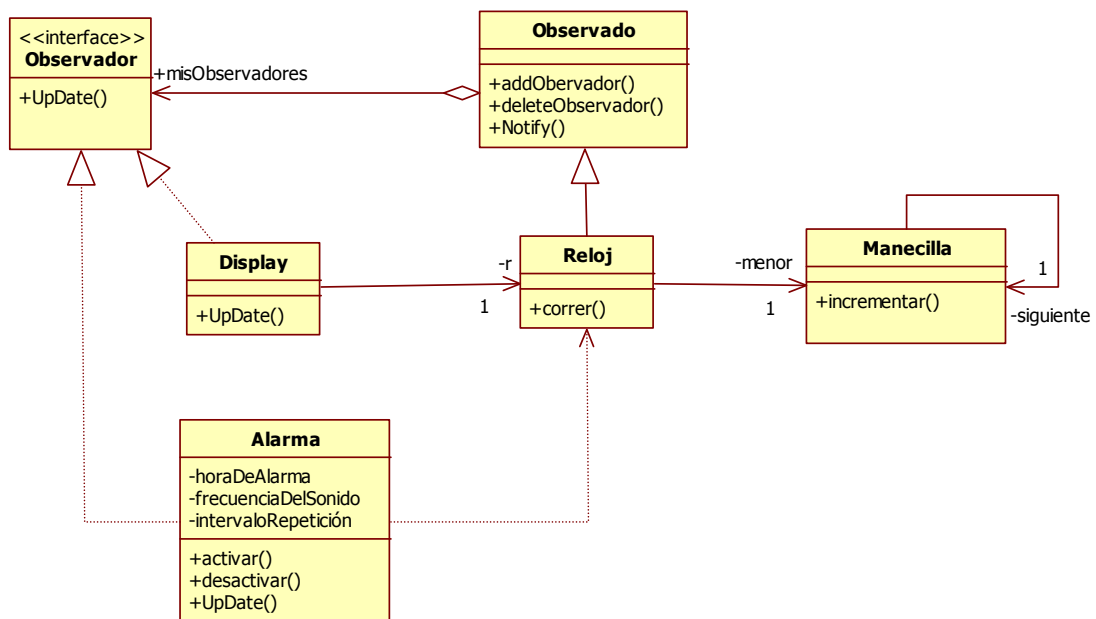 <<interface>>
Observador
+UpDate()
+misObservadores
Observado
+addObervador()
+deleteObservador()
+Notify()
Display
+UpDate()
-r
1
Reloj
+correr()
-menor
1
Manecilla
+incrementar()
1
-siguiente
Alarma
-horaDeAlarma
-frecuenciaDelSonido
-intervaloRepetición
+activar()
+desactivar()
+UpDate()